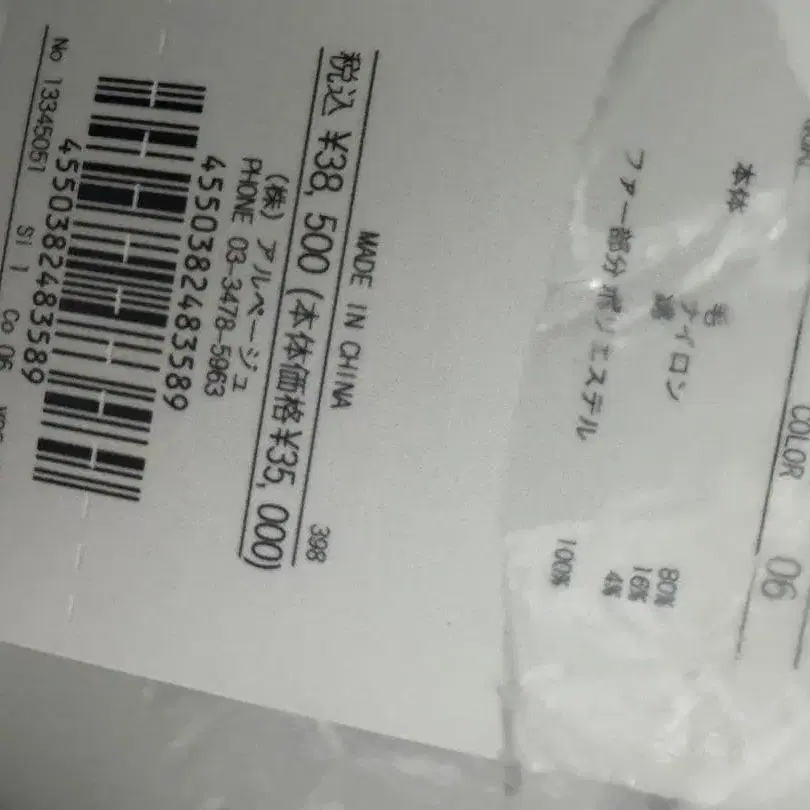 COLOR 06
本体 毛 80%
ナイロン 16%
4%
ファー部分 ポリエステル 100%
MADE IN CHINA 398
税込 ¥38,500 (本体価格¥35,000)
(株) アルページュ
PHONE 03-3478-5963
4550382483589
4550382483589
No 13345051 Si 1 Co 06